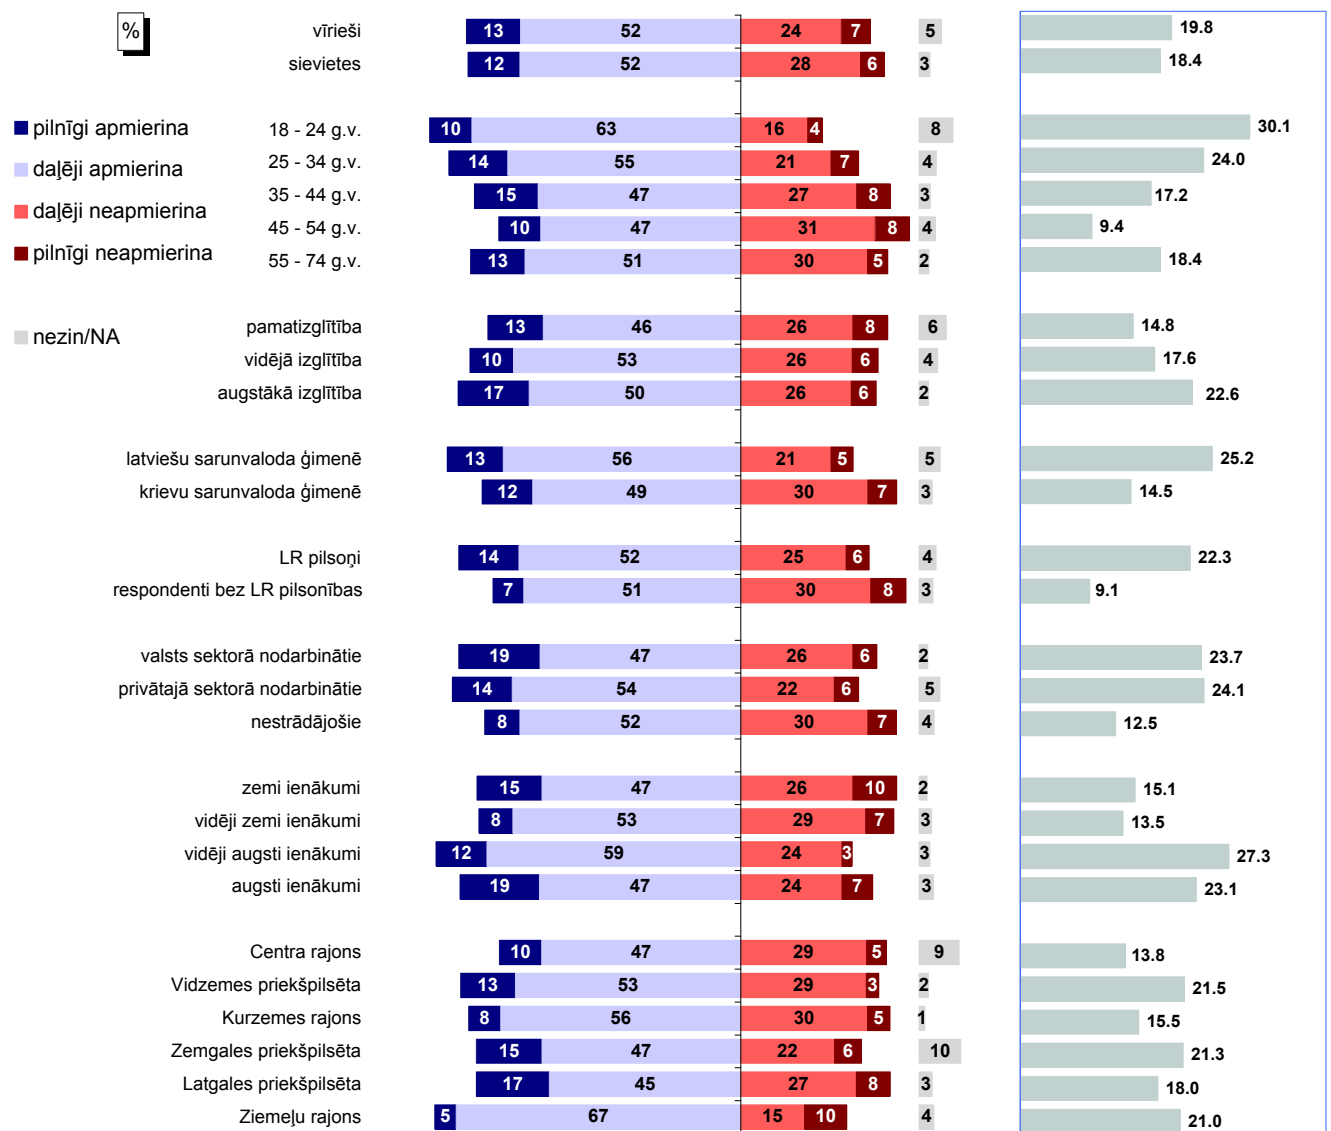 %
vīrieši 13 52 24 7 5 19.8
sievietes 12 52 28 6 3 18.4
pilnīgi apmierina
daļēji apmierina
daļēji neapmierina
pilnīgi neapmierina
nezin/NA
18 - 24 g.v. 10 63 16 4 8 30.1
25 - 34 g.v. 14 55 21 7 4 24.0
35 - 44 g.v. 15 47 27 8 3 17.2
45 - 54 g.v. 10 47 31 8 4 9.4
55 - 74 g.v. 13 51 30 5 2 18.4
pamatizglītība 13 46 26 8 6 14.8
vidējā izglītība 10 53 26 6 4 17.6
augstākā izglītība 17 50 26 6 2 22.6
latviešu sarunvaloda ģimenē 13 56 21 5 5 25.2
krievu sarunvaloda ģimenē 12 49 30 7 3 14.5
LR pilsoņi 14 52 25 6 4 22.3
respondenti bez LR pilsonības 7 51 30 8 3 9.1
valsts sektorā nodarbinātie 19 47 26 6 2 23.7
privātajā sektorā nodarbinātie 14 54 22 6 5 24.1
nestrādājošie 8 52 30 7 4 12.5
zemi ienākumi 15 47 26 10 2 15.1
vidēji zemi ienākumi 8 53 29 7 3 13.5
vidēji augsti ienākumi 12 59 24 3 3 27.3
augsti ienākumi 19 47 24 7 3 23.1
Centra rajons 10 47 29 5 9 13.8
Vidzemes priekšpilsēta 13 53 29 3 2 21.5
Kurzemes rajons 8 56 30 5 1 15.5
Zemgales priekšpilsēta 15 47 22 6 10 21.3
Latgales priekšpilsēta 17 45 27 8 3 18.0
Ziemeļu rajons 5 67 15 10 4 21.0